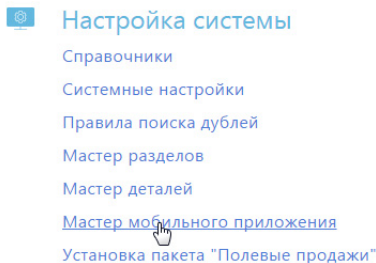 Настройка системы
Справочники
Системные настройки
Правила поиска дублей
Мастер разделов
Мастер деталей
Мастер мобильного приложения
Установка пакета "Полевые продажи"